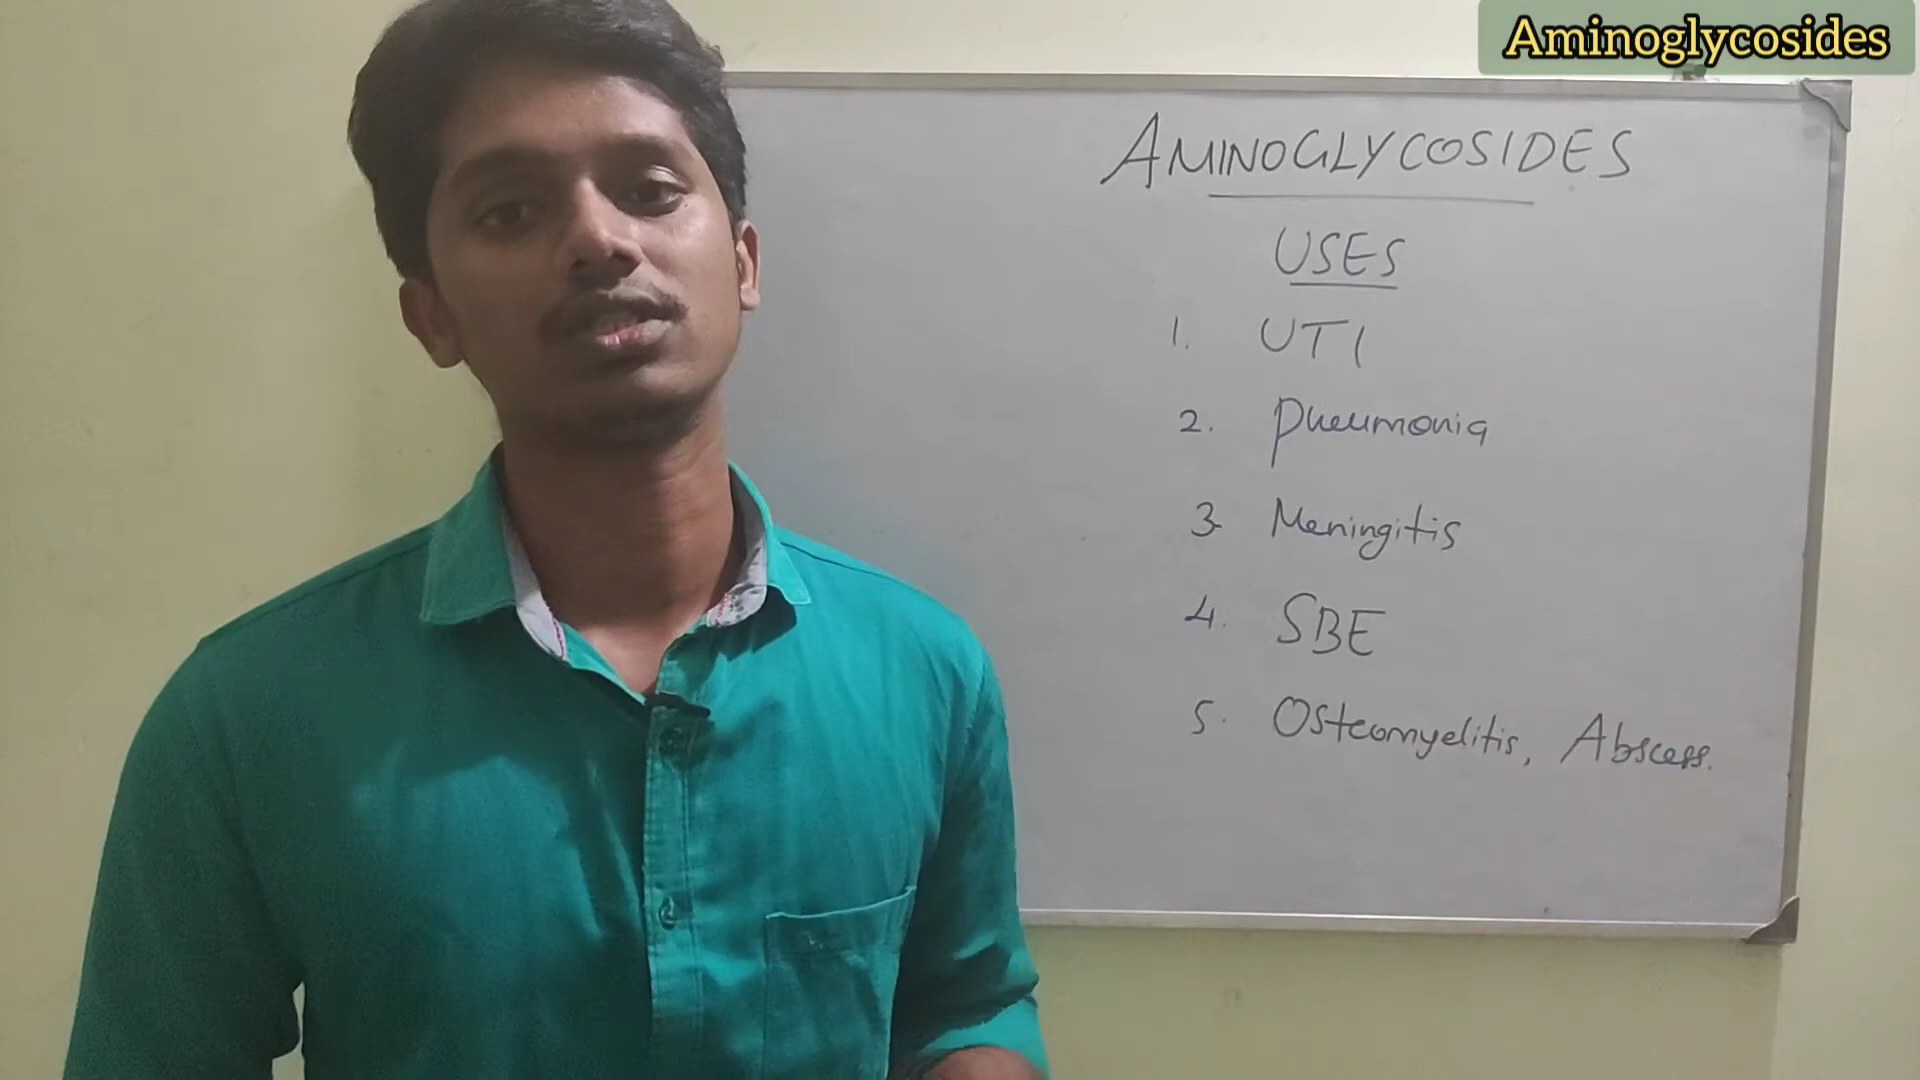 Aminoglycosides
AMINOGLYCOSIDES
USES
1. UTI
2. Pneumonia
3 Meningitis
4. SBE
5. Osteomyelitis, Abscess.